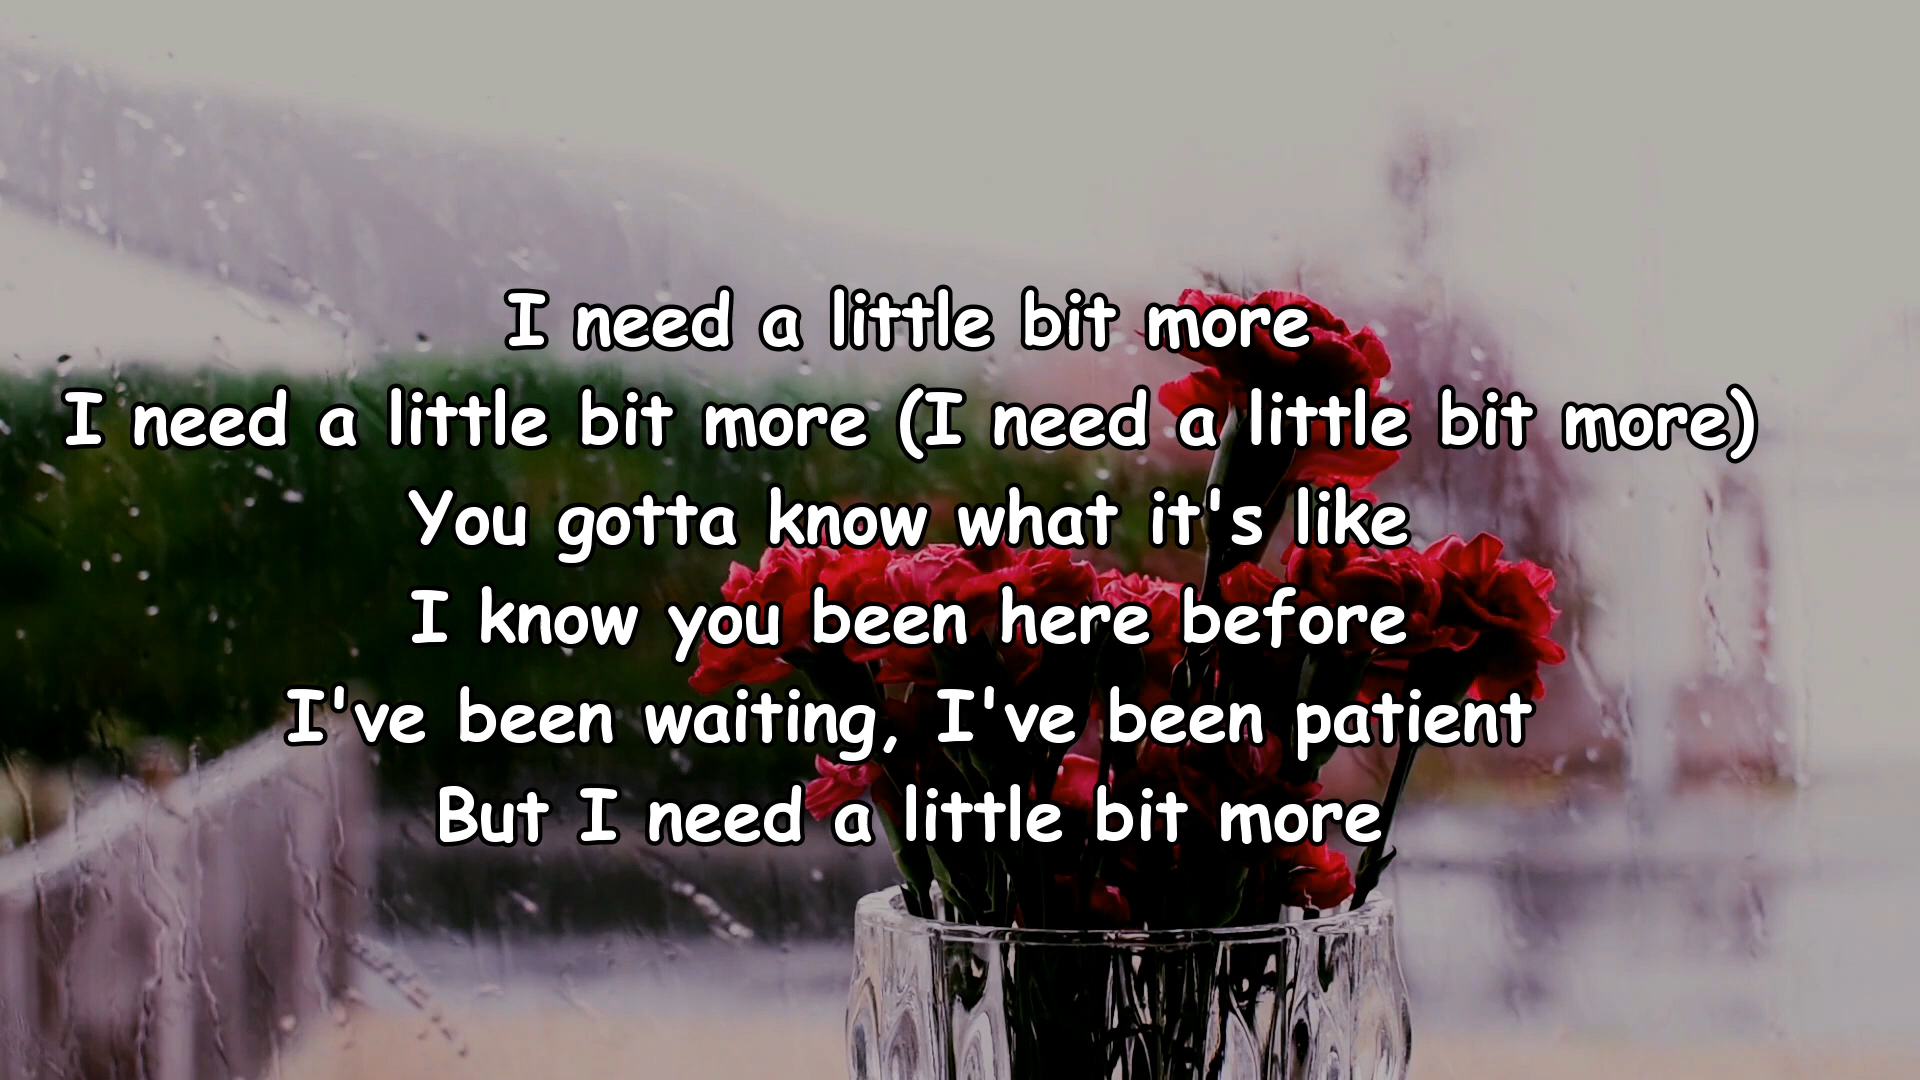 I need a little bit more
I need a little bit more (I need a little bit more)
You gotta know what it's like
I know you been here before
I've been waiting, I've been patient
But I need a little bit more